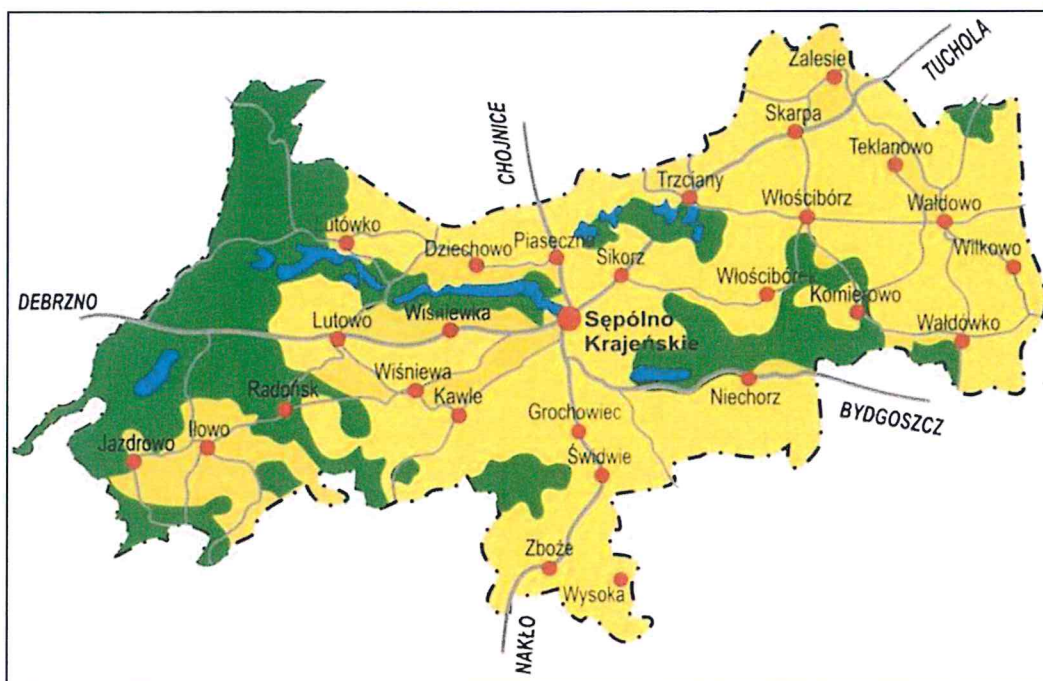 Zalesie
TUCHOLA
Skarpa
CHOJNICE
Teklanowo
Trzciany
Włościbórz
Wałdowo
Lutówko
Dziechowo
Piaseczno
Sikorz
Wilkowo
Włościbórek
Komierowo
DEBRZNO
Lutowo
Wiśniewka
Sępólno
Krajeńskie
Wałdówko
Radońsk
Wiśniewa
Kawle
Niechorz
BYDGOSZCZ
Grochowiec
Jazdrowo
Iłowo
Świdwie
Zboże
Wysoka
NAKŁO